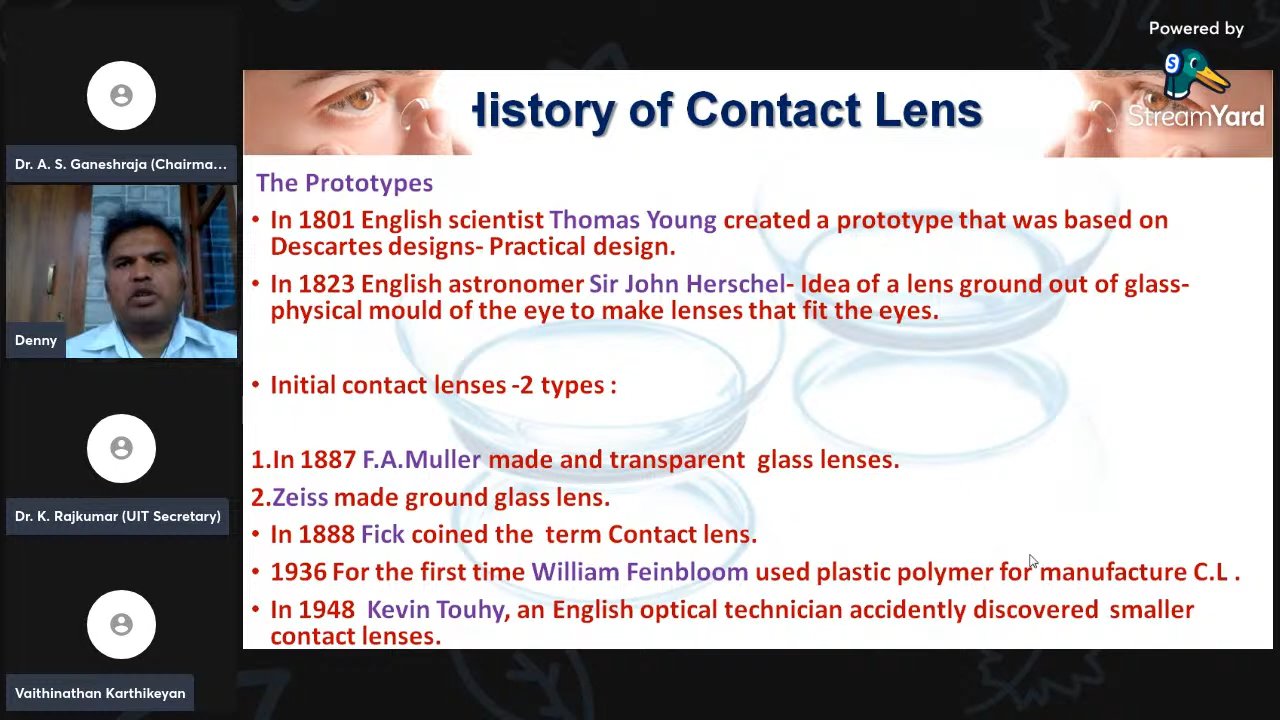 Powered by
S
StreamYard
History of Contact Lens
The Prototypes
• In 1801 English scientist Thomas Young created a prototype that was based on
Descartes designs- Practical design.
• In 1823 English astronomer Sir John Herschel- Idea of a lens ground out of glass-
physical mould of the eye to make lenses that fit the eyes.
• Initial contact lenses -2 types :
1.In 1887 F.A.Muller made and transparent glass lenses.
2.Zeiss made ground glass lens.
• In 1888 Fick coined the term Contact lens.
• 1936 For the first time William Feinbloom used plastic polymer for manufacture C.L .
• In 1948 Kevin Touhy, an English optical technician accidently discovered smaller
contact lenses.
Dr. A. S. Ganeshraja (Chairma...
Denny
Dr. K. Rajkumar (UIT Secretary)
Vaithinathan Karthikeyan